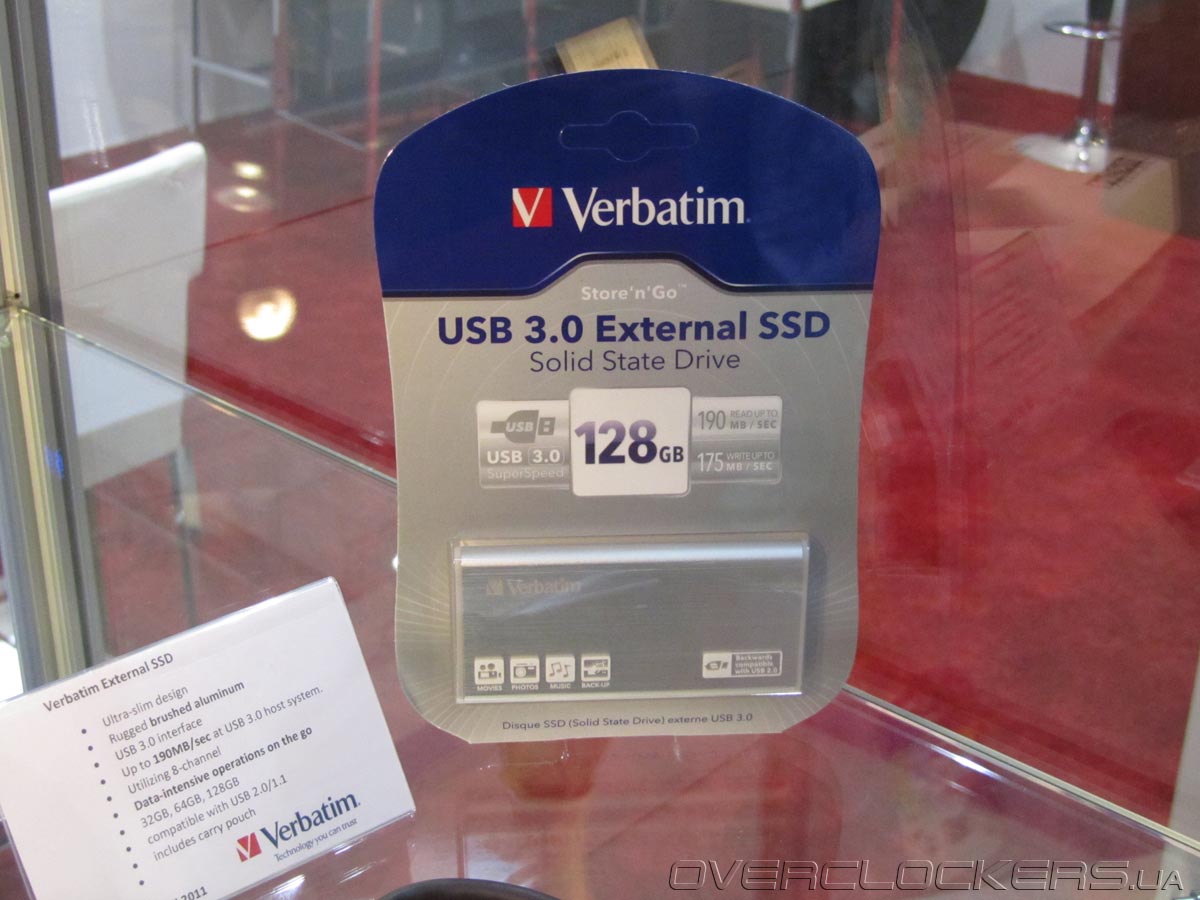 Verbatim.
Store'n'Go™
USB 3.0 External SSD
Solid State Drive
USB
USB 3.0
SuperSpeed
128GB
190 READ UP TO
MB / SEC
175 WRITE UP TO
MB / SEC
Verbatim
MOVIES
PHOTOS
MUSIC
BACK-UP
Backwards
compatible
with USB 2.0
Disque SSD (Solid State Drive) externe USB 3.0
Verbatim External SSD
• Ultra-slim design
• Rugged brushed aluminum
• USB 3.0 interface
• Up to 190MB/sec at USB 3.0 host system.
• Utilizing 8-channel
• Data-intensive operations on the go
• 32GB, 64GB, 128GB
• compatible with USB 2.0/1.1
• includes carry pouch
•
Verbatim.
Technology you can trust
2011
OVERCLOCKERS.UA